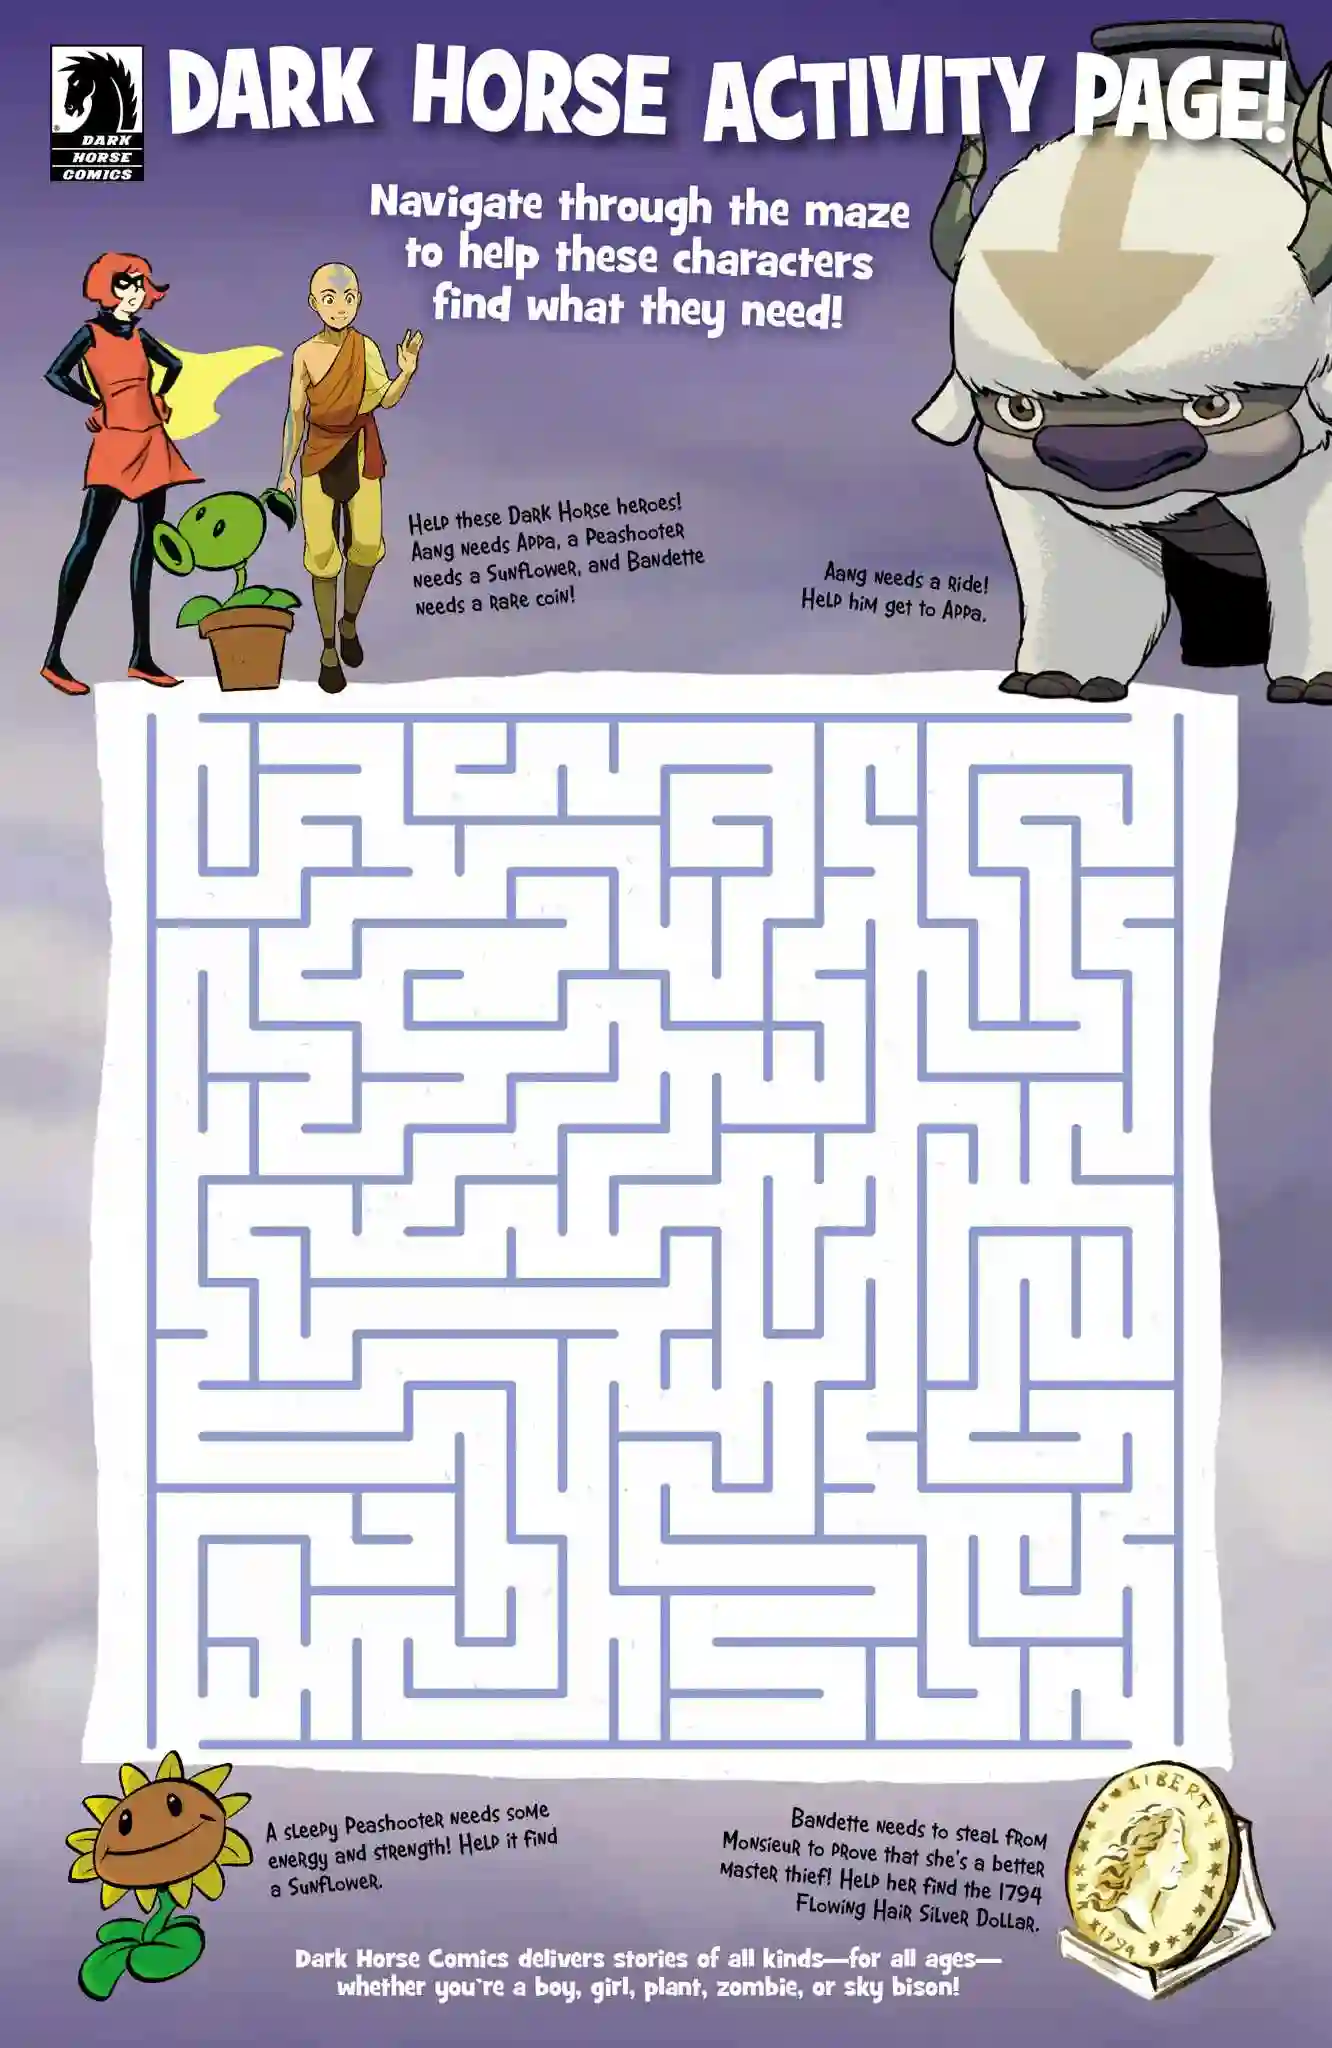 DARK HORSE ACTIVITY PAGE!
DARK
HORSE
COMICS
Navigate through the maze
to help these characters
find what they need!
Help these Dark Horse heroes!
Aang needs Appa, a Peashooter
needs a Sunflower, and Bandette
needs a rare coin!
Aang needs a ride!
Help him get to Appa.
A sleepy Peashooter needs some
energy and strength! Help it find
a Sunflower.
Bandette needs to steal from
Monsieur to prove that she's a better
master thief! Help her find the 1794
Flowing Hair Silver Dollar.
LIBERTY
1794
Dark Horse Comics delivers stories of all kinds—for all ages—
whether you're a boy, girl, plant, zombie, or sky bison!